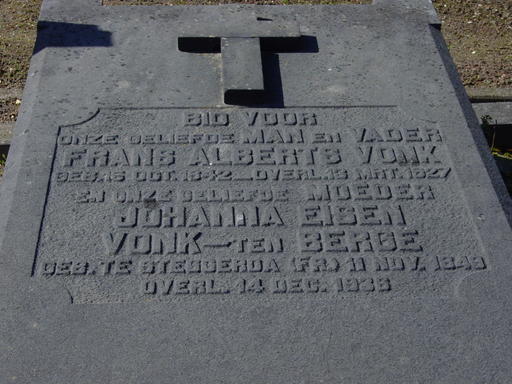 BID VOOR
ONZE GELIEFDE MAN EN VADER
FRANS ALBERTS VONK
GEB. 15 OCT. 1842 — OVERL. 13 MRT. 1927
EN ONZE GELIEFDE MOEDER
JOHANNA EISEN
VONK — TEN BERGE
GEB. TE STEGGERDA (FR.) 11 NOV. 1849
OVERL. 14 DEC. 1936